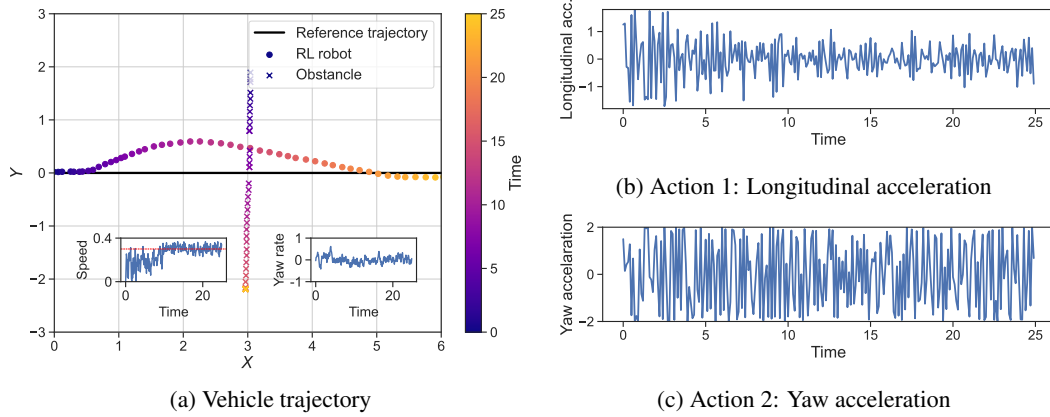 3
2
1
0
−1
−2
−3
Y
0
1
2
3
4
5
6
X
Reference trajectory
RL robot
Obstancle
0.4
0
Speed
0
20
Time
1
0
−1
Yaw rate
0
20
Time
25
20
15
10
5
0
Time
(a) Vehicle trajectory
Longitudinal acc.
1
0
−1
0
5
10
15
20
25
Time
(b) Action 1: Longitudinal acceleration
Yaw accelaration
2
0
−2
0
5
10
15
20
25
Time
(c) Action 2: Yaw acceleration